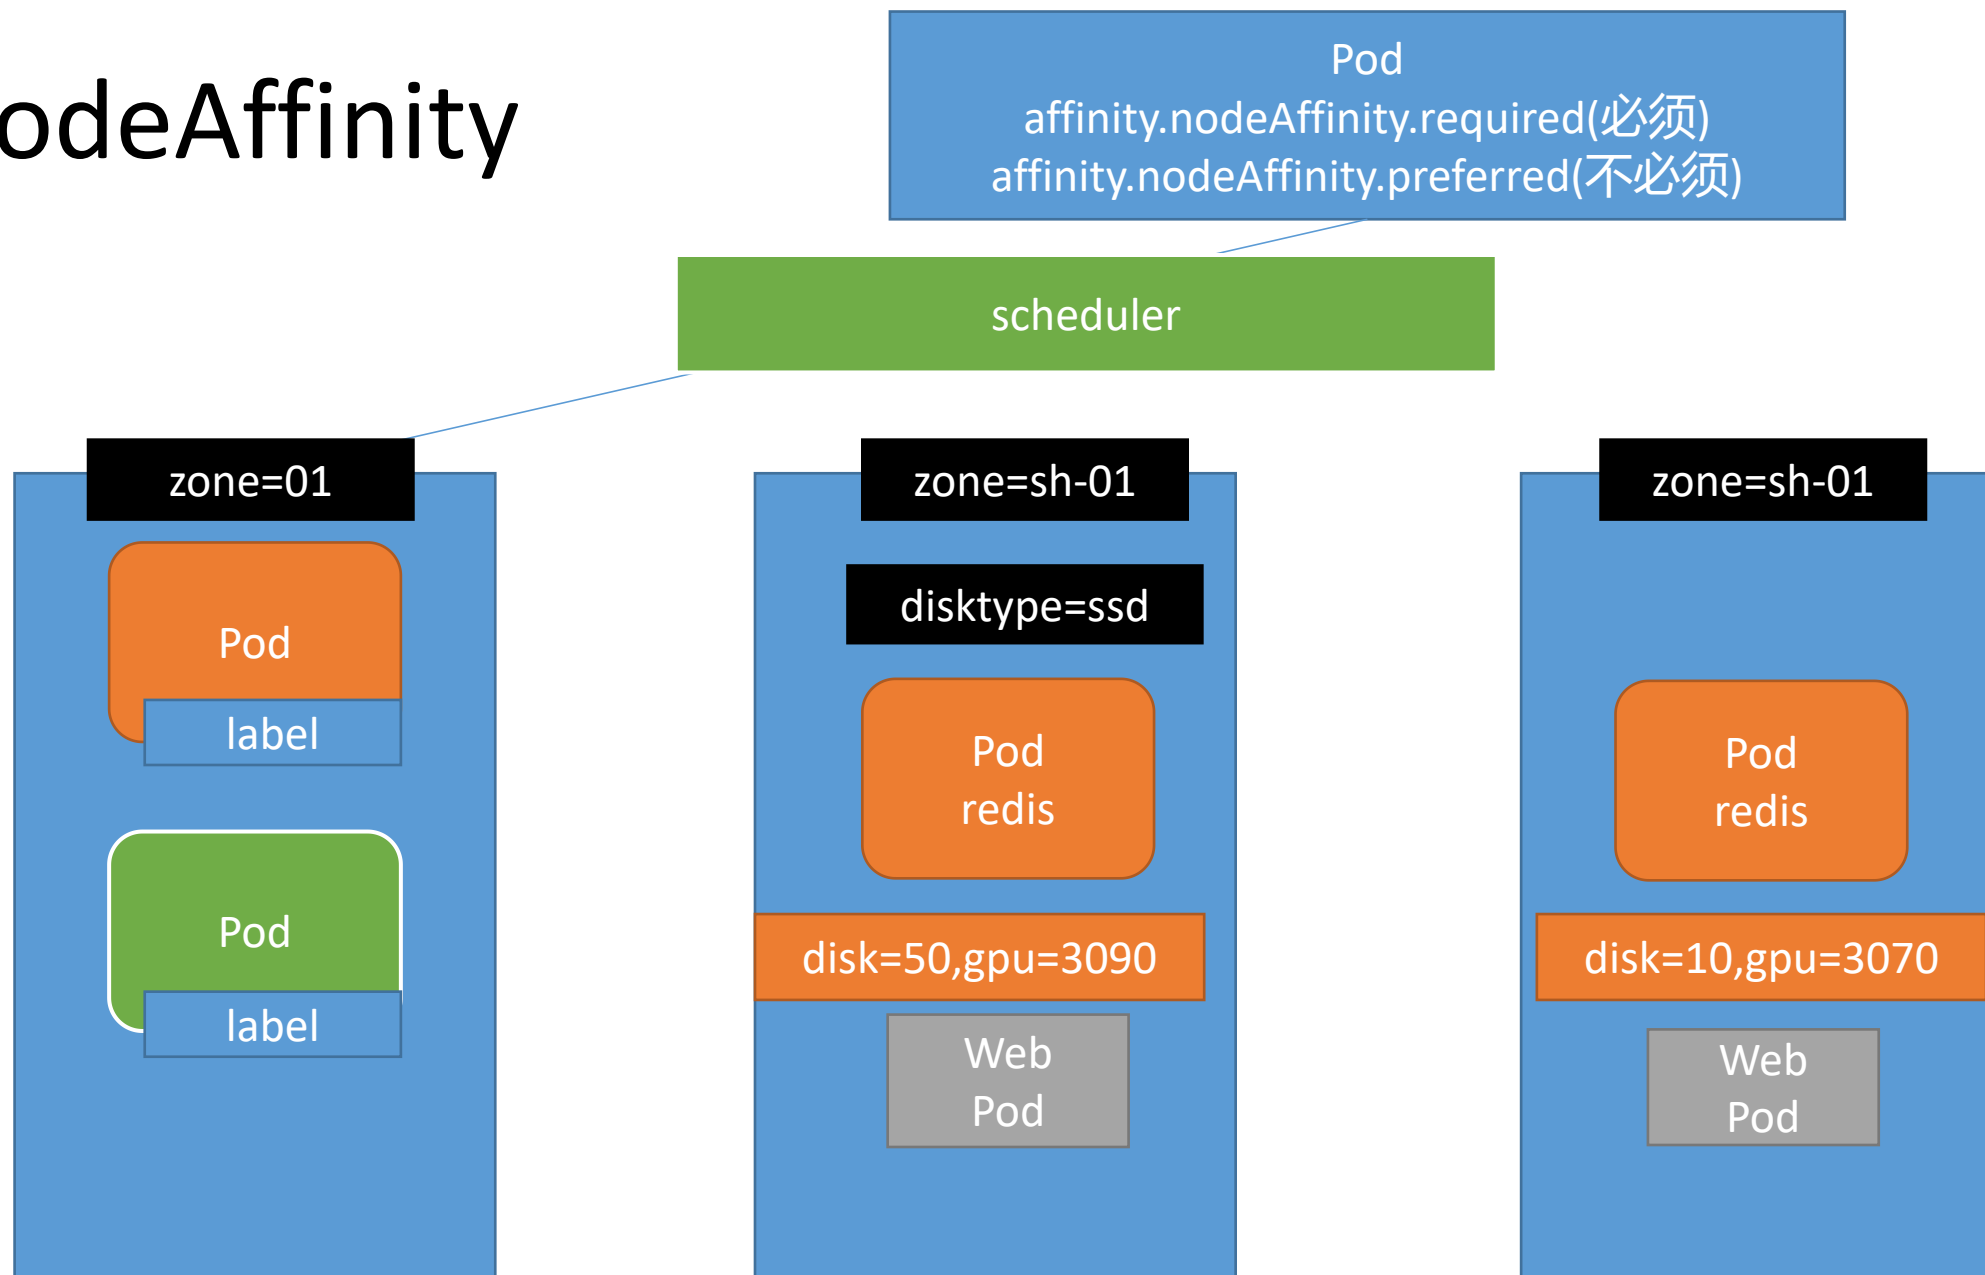 odeAffinity
Pod
affinity.nodeAffinity.required(必须)
affinity.nodeAffinity.preferred(不必须)
scheduler
zone=01
zone=sh-01
zone=sh-01
disktype=ssd
Pod
label
Pod
redis
Pod
redis
Pod
label
disk=50,gpu=3090
disk=10,gpu=3070
Web
Pod
Web
Pod